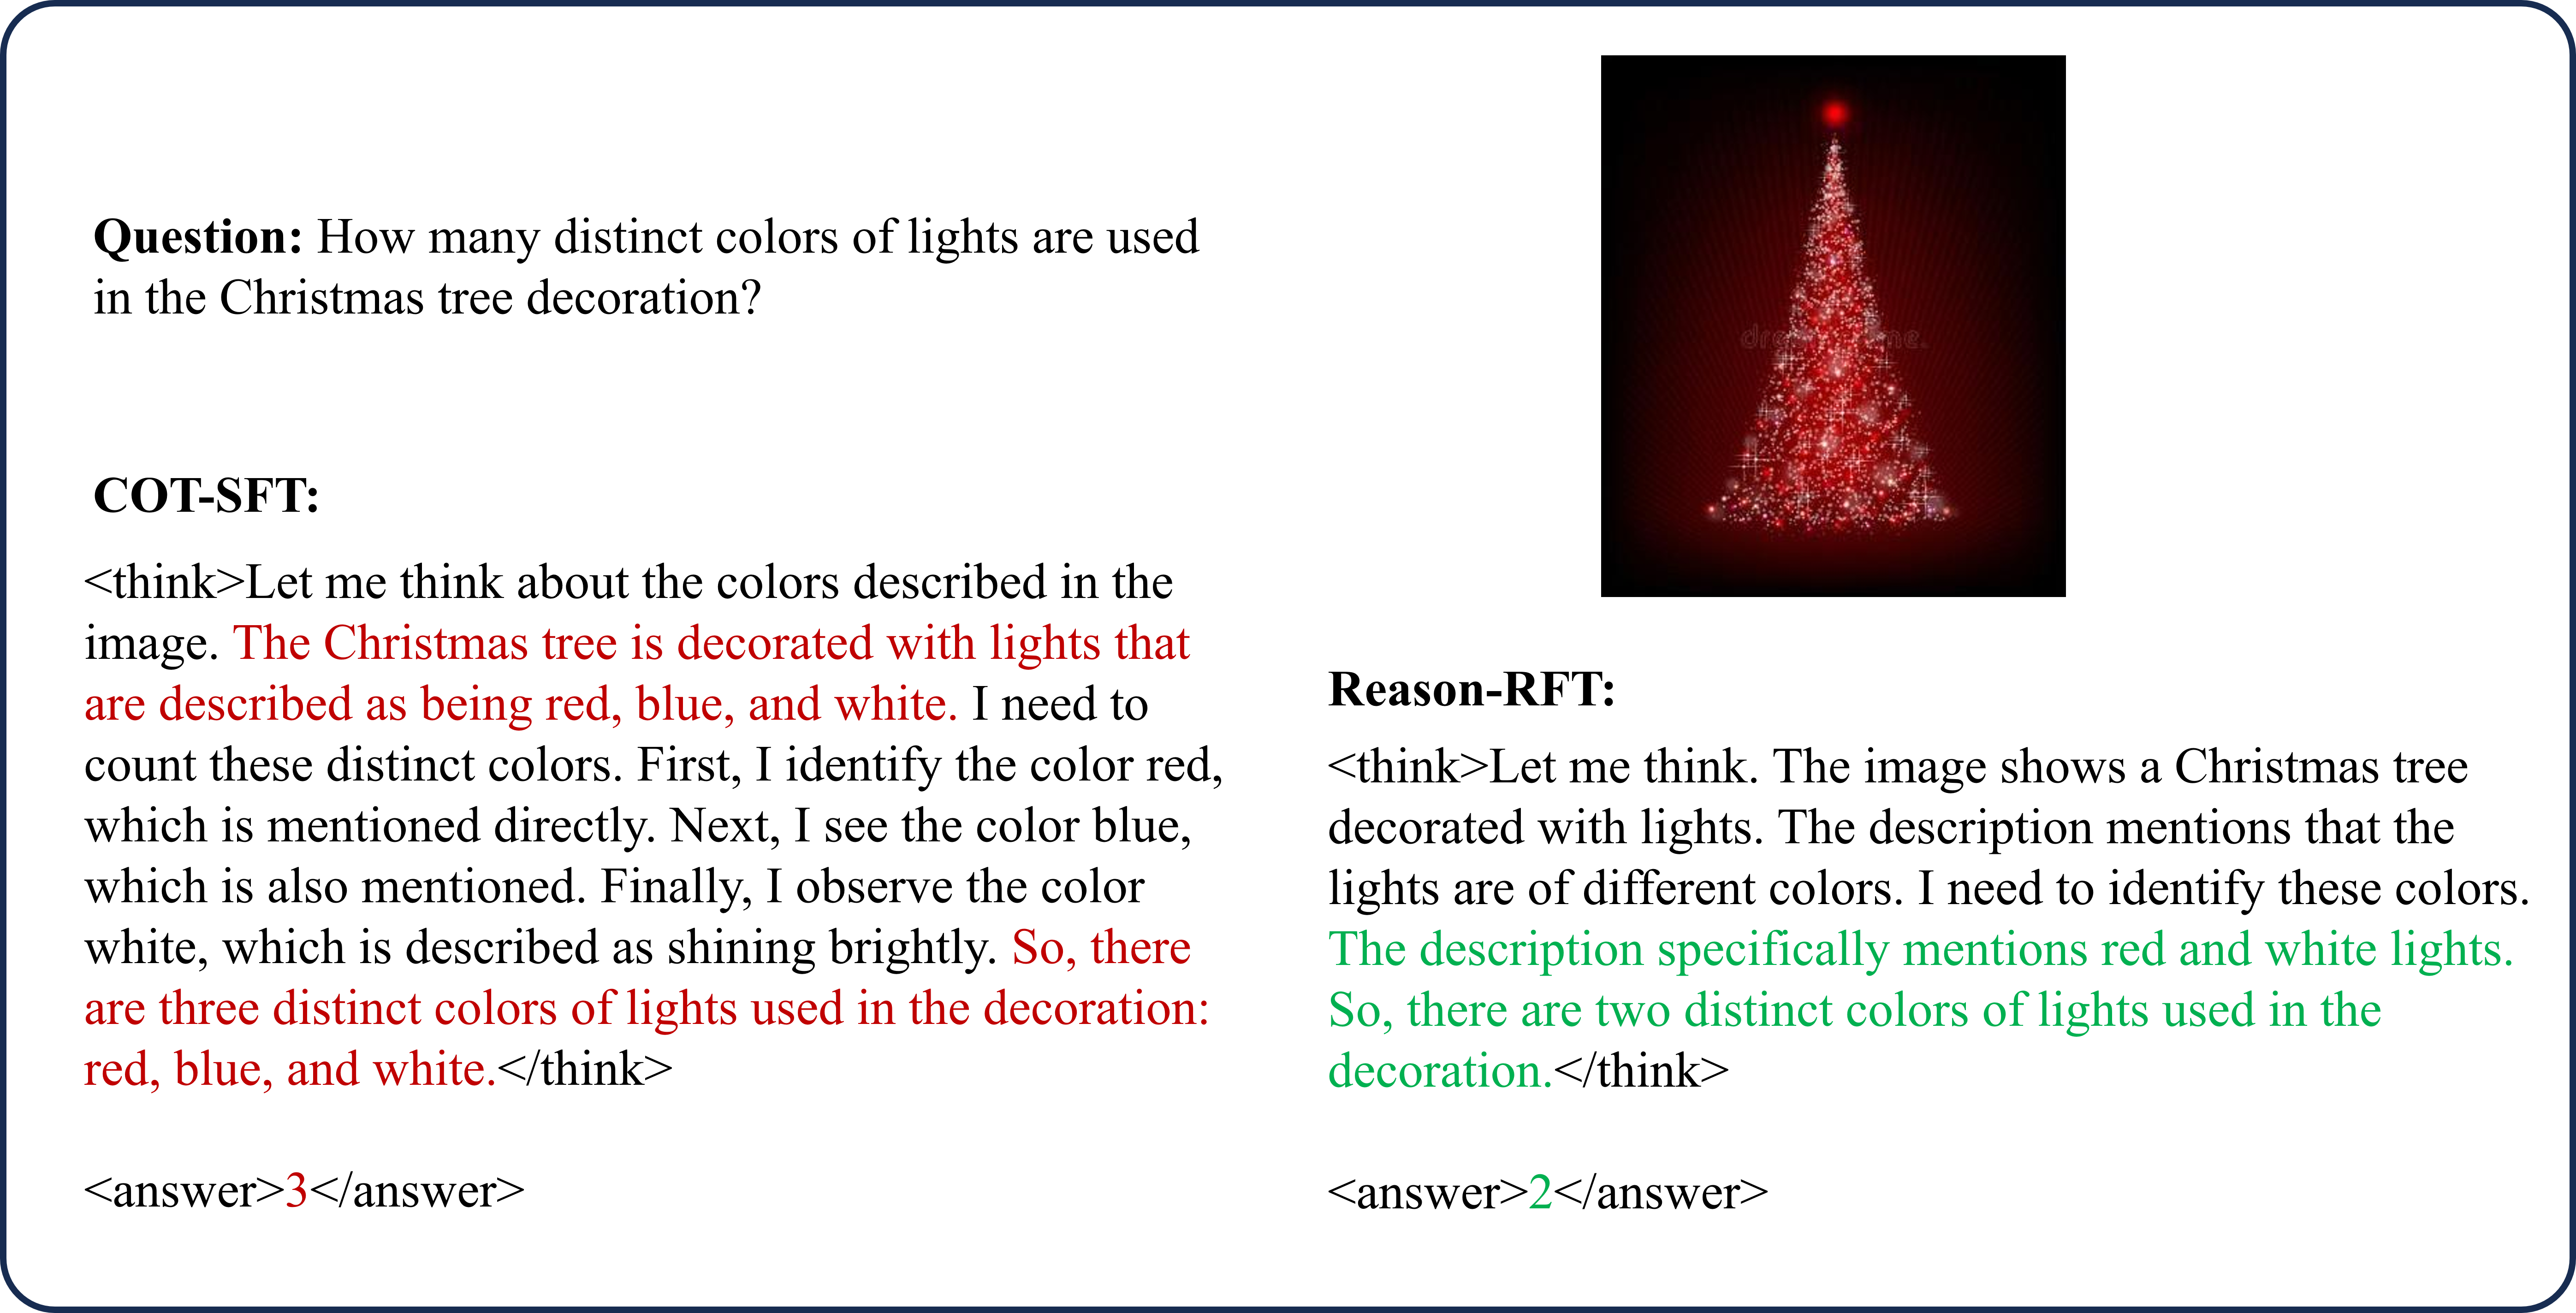 Question: How many distinct colors of lights are used
in the Christmas tree decoration?
COT-SFT:
<think>Let me think about the colors described in the
image. The Christmas tree is decorated with lights that
are described as being red, blue, and white. I need to
count these distinct colors. First, I identify the color red,
which is mentioned directly. Next, I see the color blue,
which is also mentioned. Finally, I observe the color
white, which is described as shining brightly. So, there
are three distinct colors of lights used in the decoration:
red, blue, and white.</think>
<answer>3</answer>
Reason-RFT:
<think>Let me think. The image shows a Christmas tree
decorated with lights. The description mentions that the
lights are of different colors. I need to identify these colors.
The description specifically mentions red and white lights.
So, there are two distinct colors of lights used in the
decoration.</think>
<answer>2</answer>